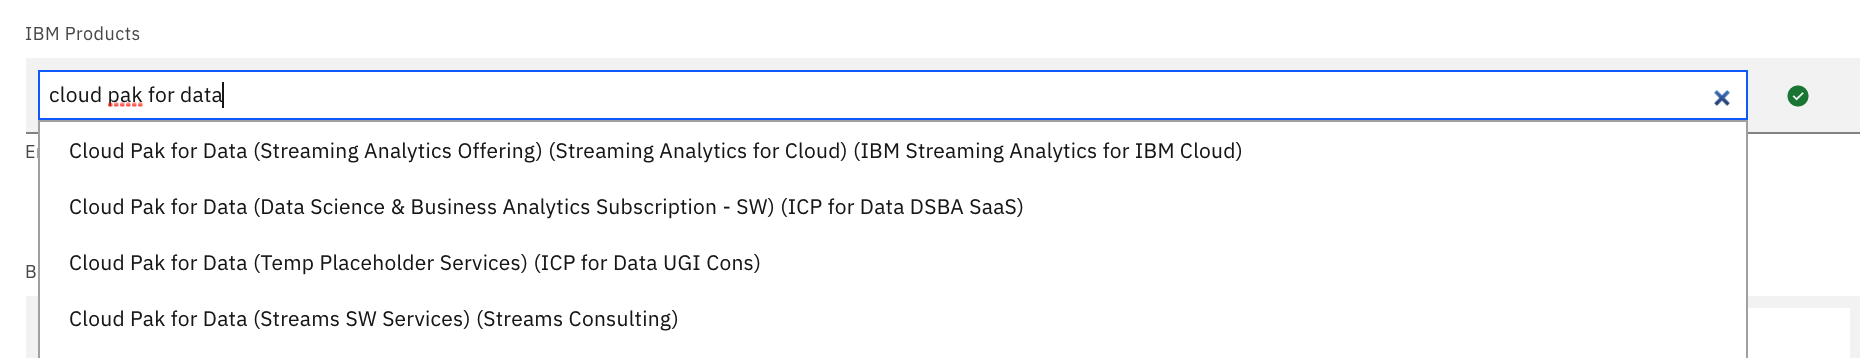 IBM Products
cloud pak for data
Cloud Pak for Data (Streaming Analytics Offering) (Streaming Analytics for Cloud) (IBM Streaming Analytics for IBM Cloud)
Cloud Pak for Data (Data Science & Business Analytics Subscription - SW) (ICP for Data DSBA SaaS)
Cloud Pak for Data (Temp Placeholder Services) (ICP for Data UGI Cons)
Cloud Pak for Data (Streams SW Services) (Streams Consulting)